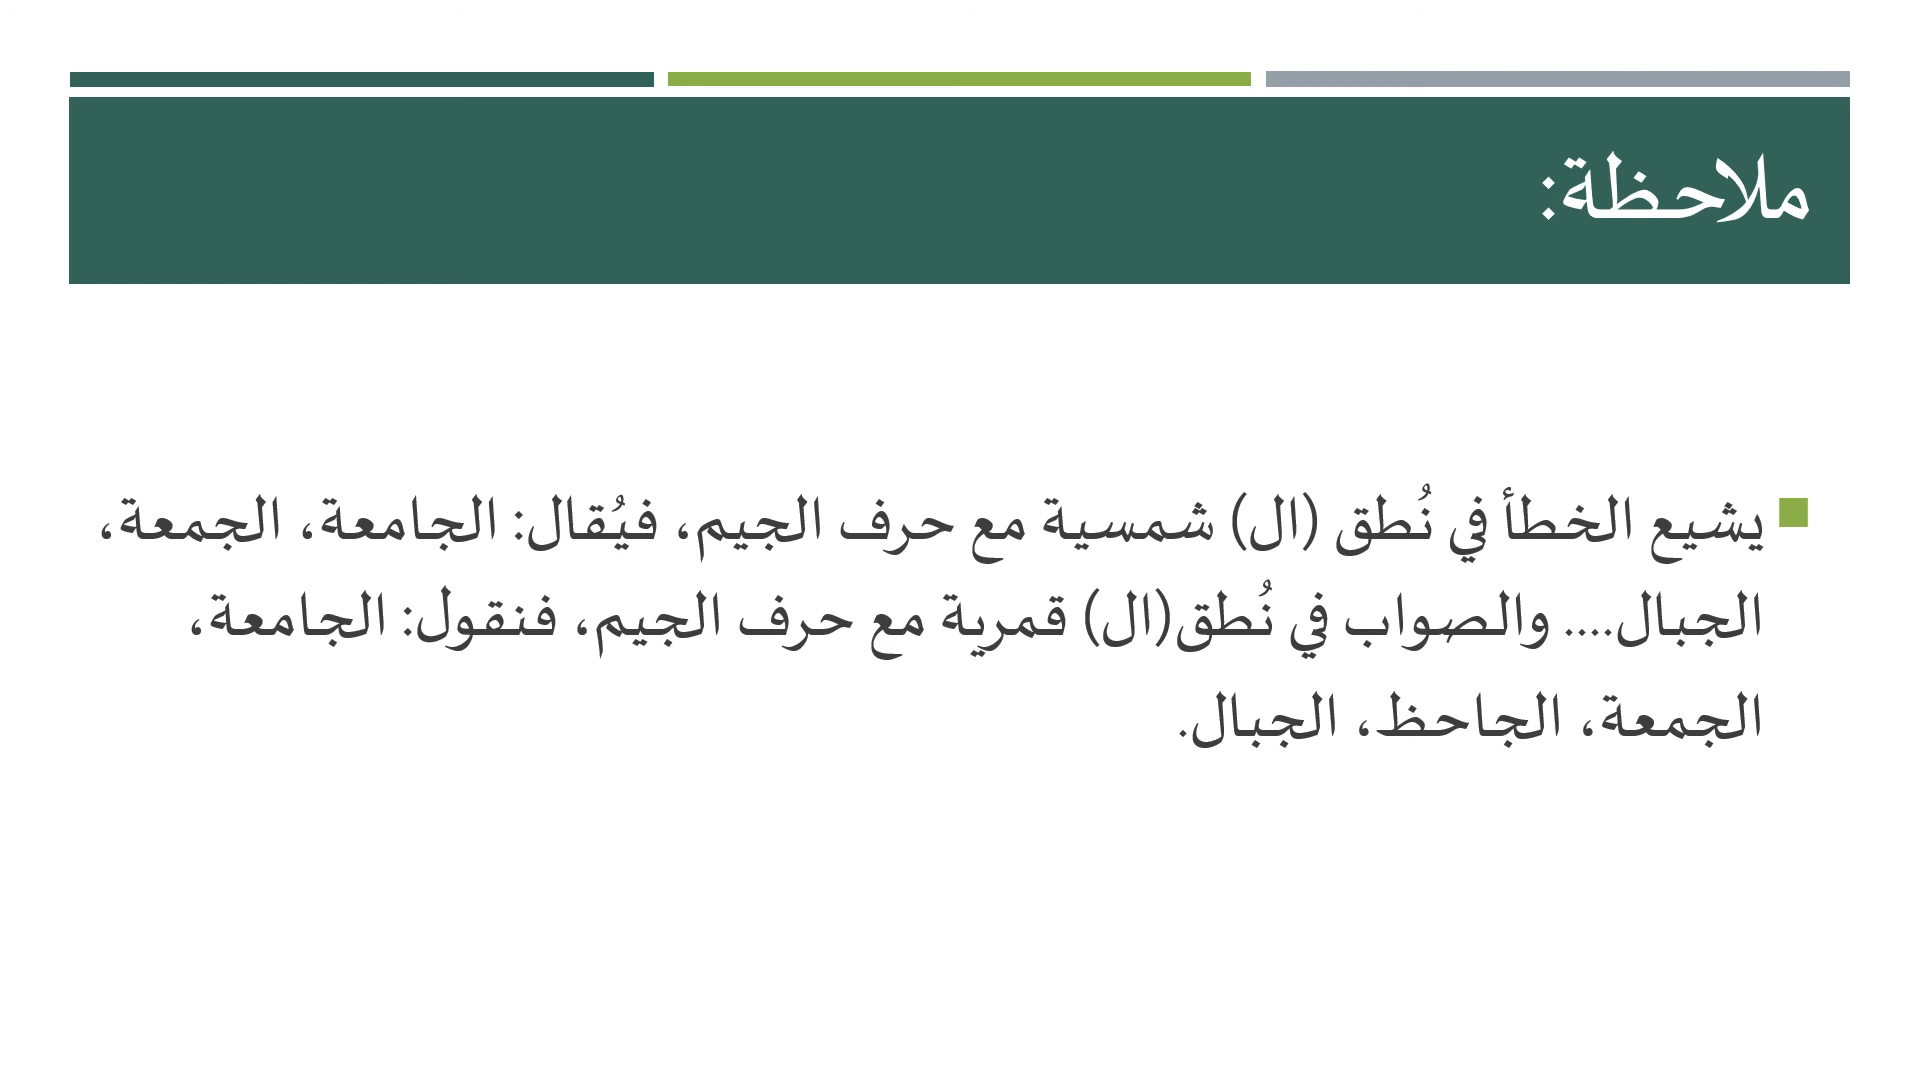 ملاحظة:
يشيع الخطأ في نُطق (ال) شمسية مع حرف الجيم، فيُقال: الجامعة، الجمعة،
الجبال.... والصواب في نُطق(ال) قمرية مع حرف الجيم، فنقول: الجامعة،
الجمعة، الجاحظ، الجبال.